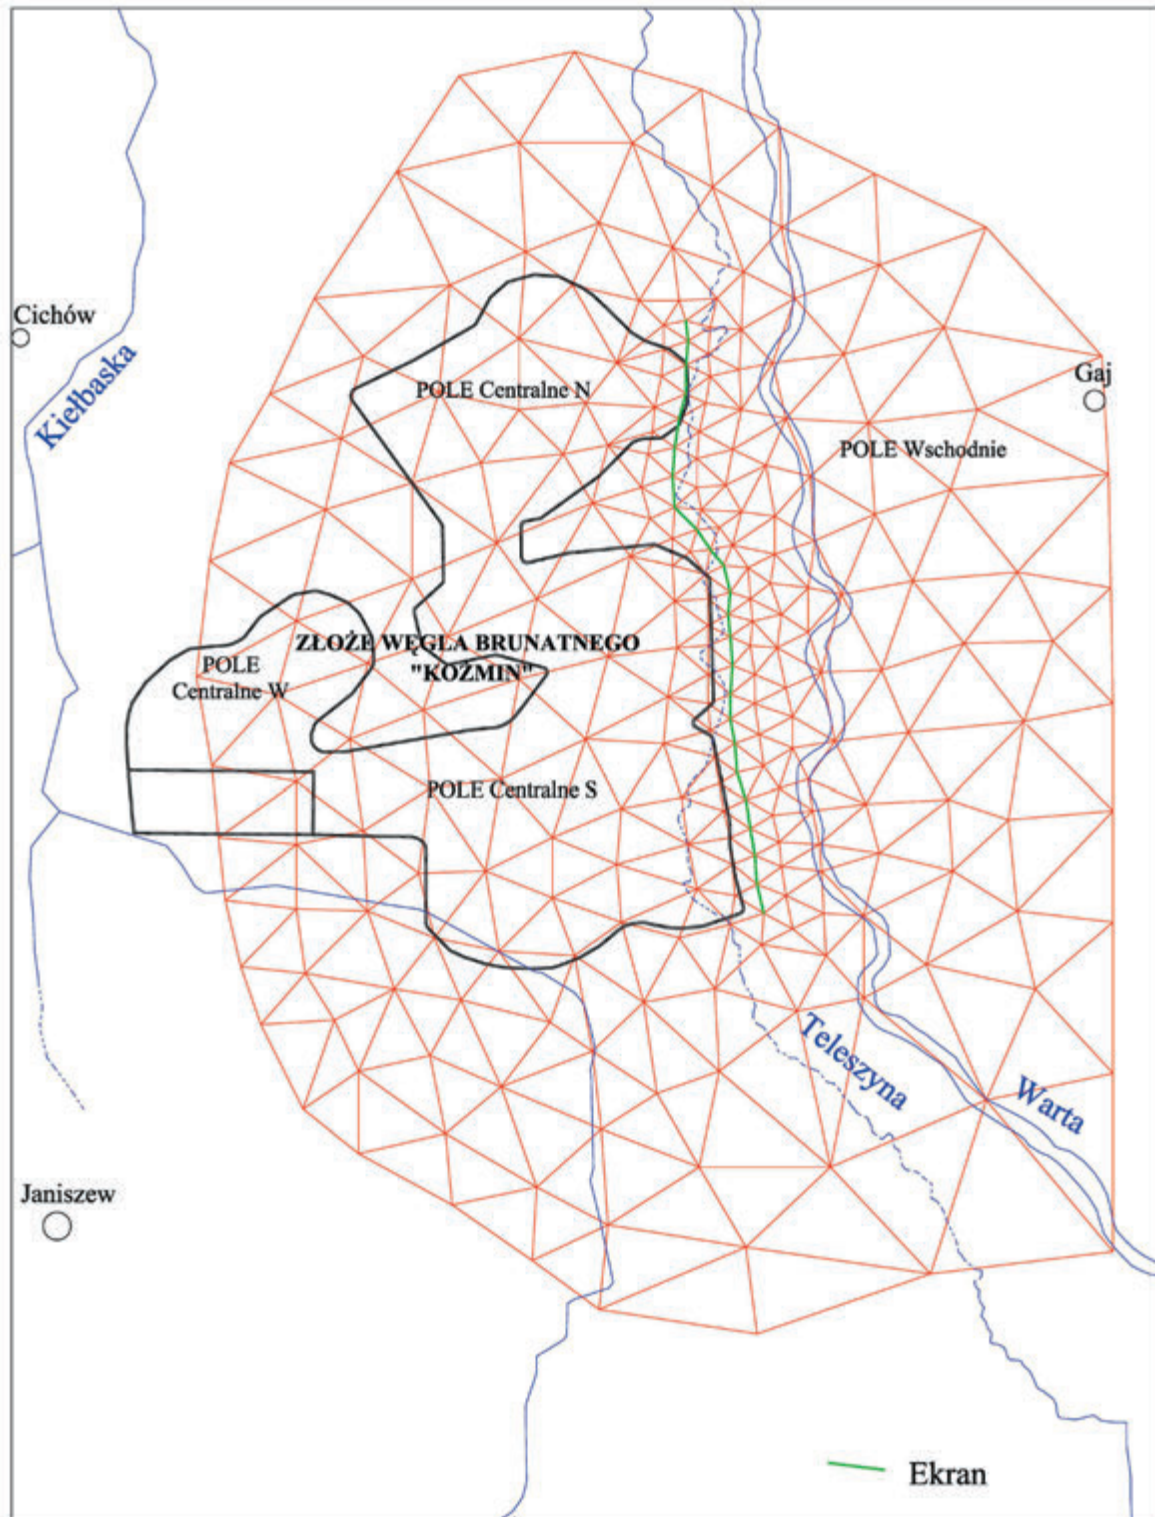 Cichów
Kiełbaska
POLE Centralne N
Gaj
POLE Wschodnie
ZŁOŻE WĘGLA BRUNATNEGO
"KOŹMIN"
POLE
Centralne W
POLE Centralne S
Teleszyna
Warta
Janiszew
Ekran